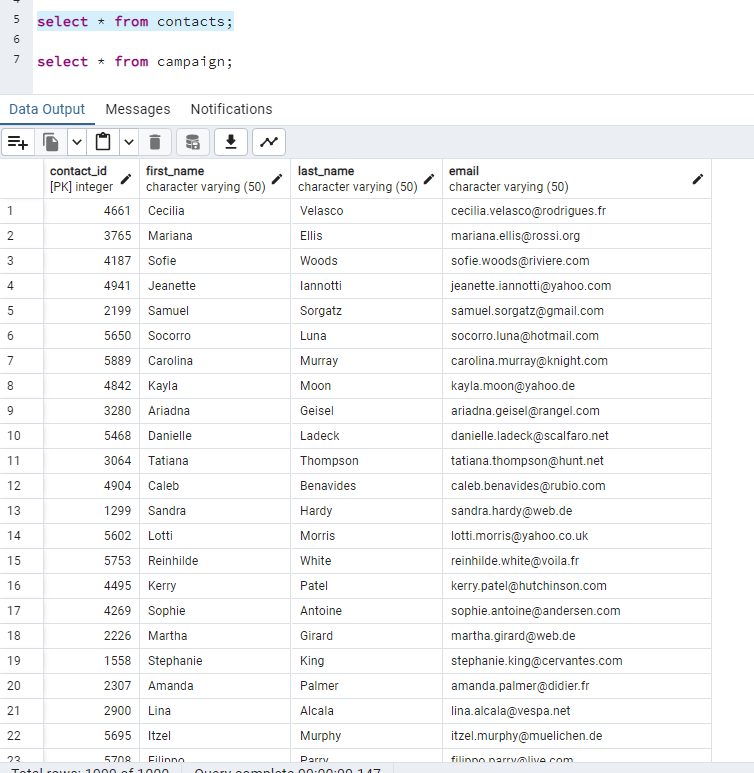 5 select * from contacts;
6
7 select * from campaign;
Data Output Messages Notifications
contact_id first_name last_name email
[PK] integer character varying (50) character varying (50) character varying (50)
1 4661 Cecilia Velasco cecilia.velasco@rodrigues.fr
2 3765 Mariana Ellis mariana.ellis@rossi.org
3 4187 Sofie Woods sofie.woods@riviere.com
4 4941 Jeanette Iannotti jeanette.iannotti@yahoo.com
5 2199 Samuel Sorgatz samuel.sorgatz@gmail.com
6 5650 Socorro Luna socorro.luna@hotmail.com
7 5889 Carolina Murray carolina.murray@knight.com
8 4842 Kayla Moon kayla.moon@yahoo.de
9 3280 Ariadna Geisel ariadna.geisel@rangel.com
10 5468 Danielle Ladeck danielle.ladeck@scalfaro.net
11 3064 Tatiana Thompson tatiana.thompson@hunt.net
12 4904 Caleb Benavides caleb.benavides@rubio.com
13 1299 Sandra Hardy sandra.hardy@web.de
14 5602 Lotti Morris lotti.morris@yahoo.co.uk
15 5753 Reinhilde White reinhilde.white@voila.fr
16 4495 Kerry Patel kerry.patel@hutchinson.com
17 4269 Sophie Antoine sophie.antoine@andersen.com
18 2226 Martha Girard martha.girard@web.de
19 1558 Stephanie King stephanie.king@cervantes.com
20 2307 Amanda Palmer amanda.palmer@didier.fr
21 2900 Lina Alcala lina.alcala@vespa.net
22 5695 Itzel Murphy itzel.murphy@muelichen.de
23 5708 Filippo Parry filippo.parry@live.com
Total rows: 1000 of 1000 Query complete 00:00:00.147